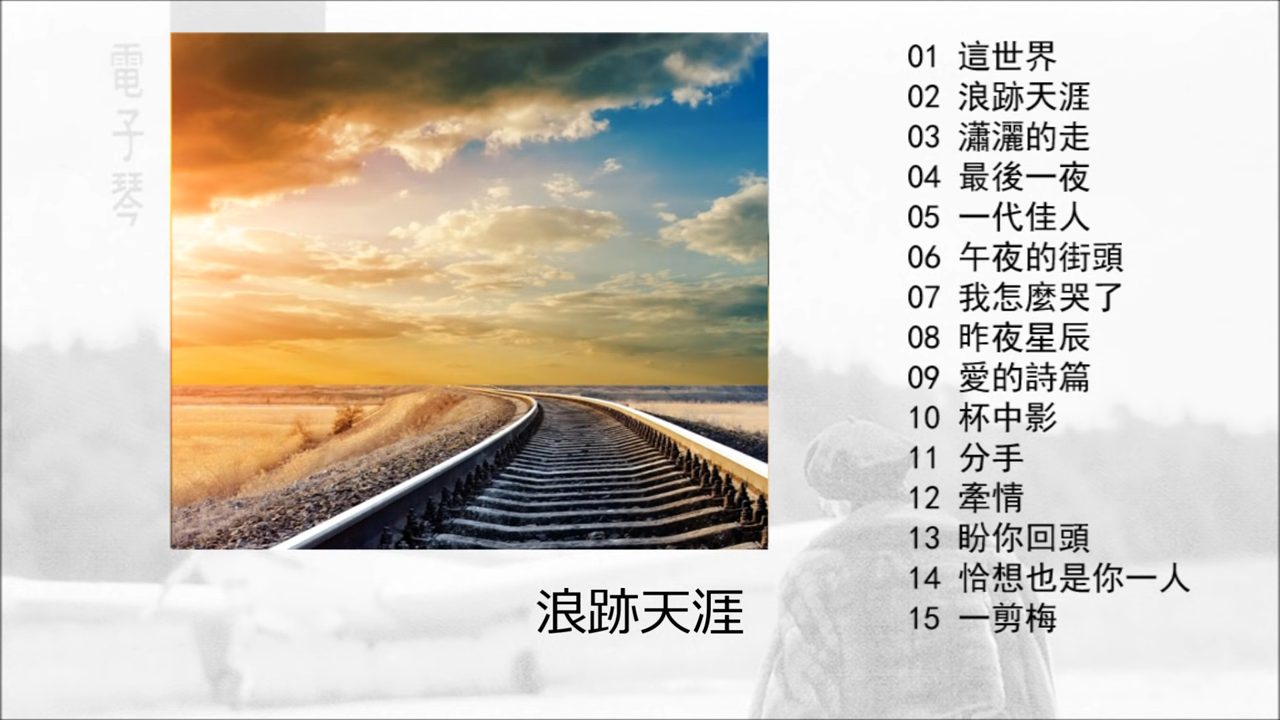 電子琴
01 這世界
02 浪跡天涯
03 瀟灑的走
04 最後一夜
05 一代佳人
06 午夜的街頭
07 我怎麼哭了
08 昨夜星辰
09 愛的詩篇
10 杯中影
11 分手
12 牽情
13 盼你回頭
14 恰想也是你一人
15 一剪梅
浪跡天涯